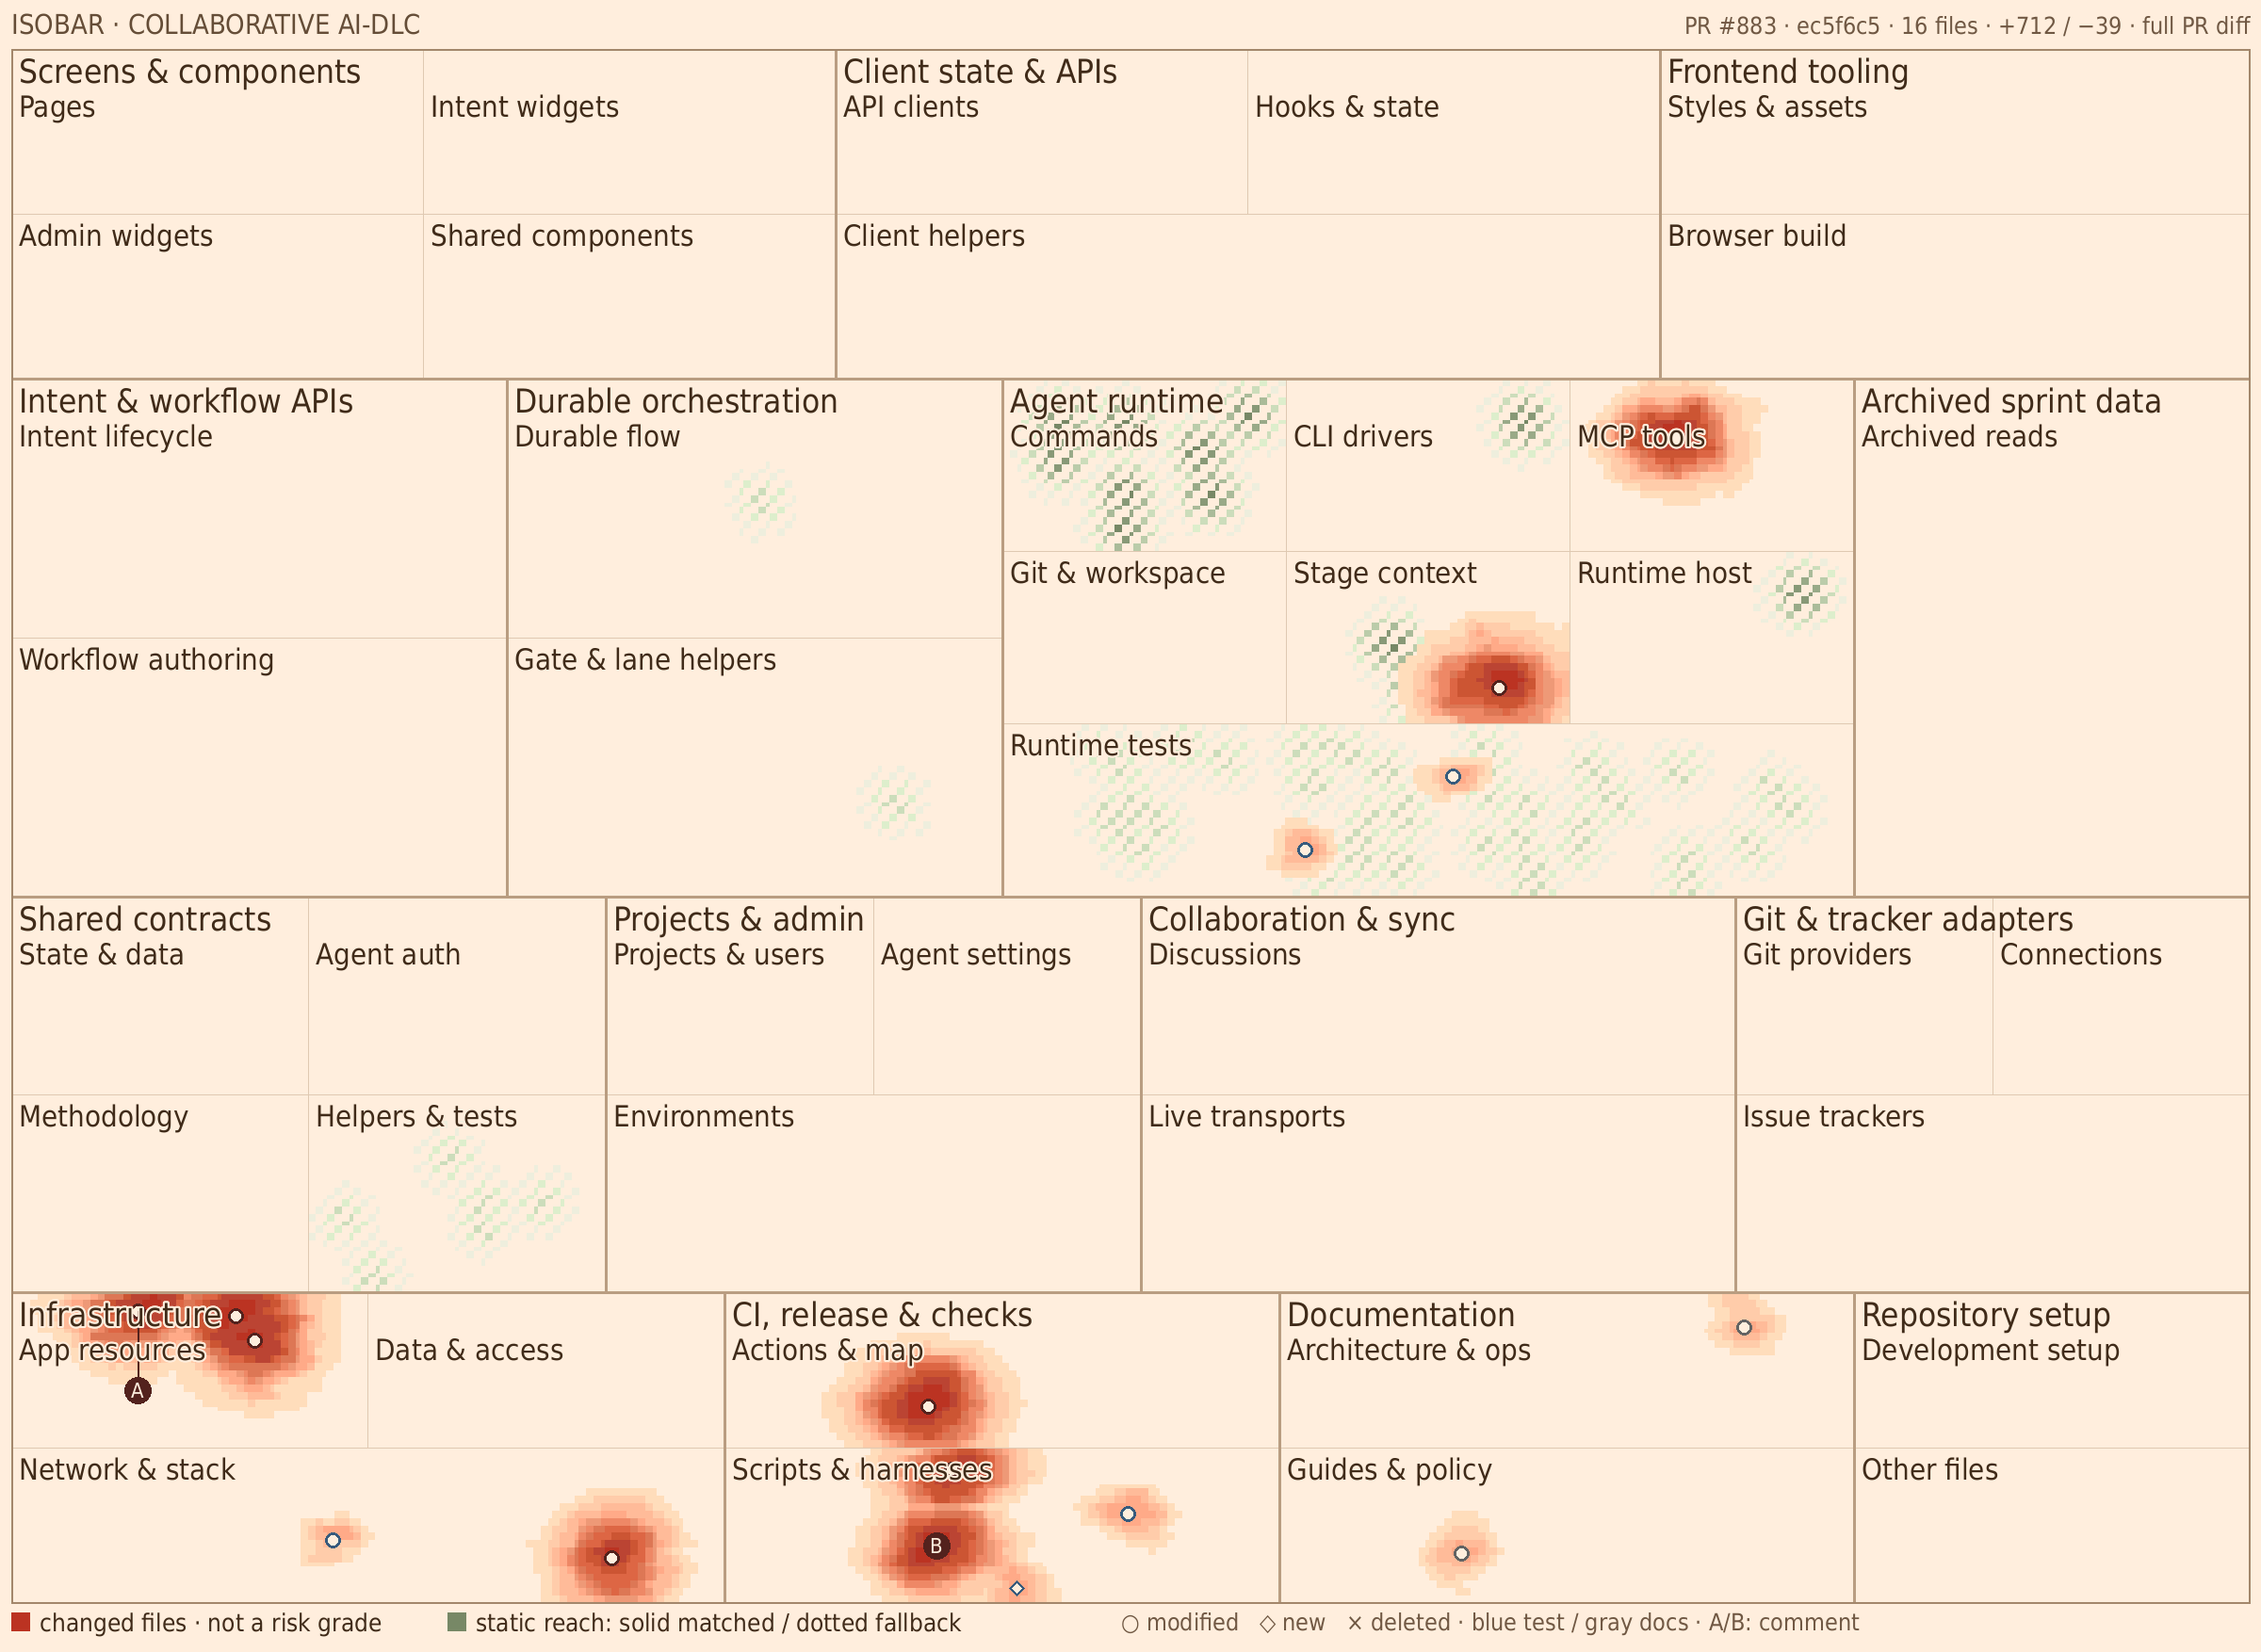 ISOBAR · COLLABORATIVE AI-DLC
PR #883 · ec5f6c5 · 16 files · +712 / −39 · full PR diff
Screens & components
Pages
Intent widgets
Admin widgets
Shared components
Client state & APIs
API clients
Hooks & state
Client helpers
Frontend tooling
Styles & assets
Browser build
Intent & workflow APIs
Intent lifecycle
Workflow authoring
Durable orchestration
Durable flow
Gate & lane helpers
Agent runtime
Commands
CLI drivers
MCP tools
Git & workspace
Stage context
Runtime host
Runtime tests
Archived sprint data
Archived reads
Shared contracts
State & data
Agent auth
Methodology
Helpers & tests
Projects & admin
Projects & users
Agent settings
Environments
Collaboration & sync
Discussions
Live transports
Git & tracker adapters
Git providers
Connections
Issue trackers
Infrastructure
App resources
A
Data & access
Network & stack
CI, release & checks
Actions & map
Scripts & harnesses
B
Documentation
Architecture & ops
Guides & policy
Repository setup
Development setup
Other files
changed files · not a risk grade
static reach: solid matched / dotted fallback
○ modified ◇ new × deleted · blue test / gray docs · A/B: comment